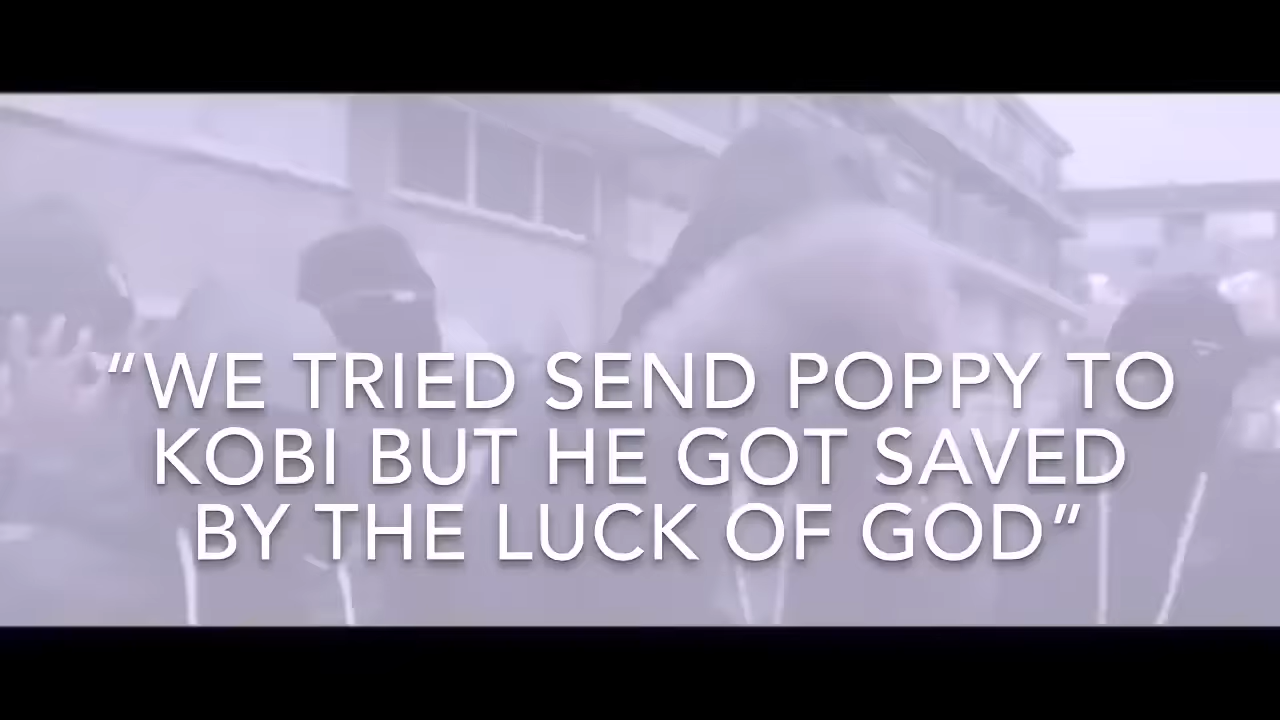 “WE TRIED SEND POPPY TO
KOBI BUT HE GOT SAVED
BY THE LUCK OF GOD”